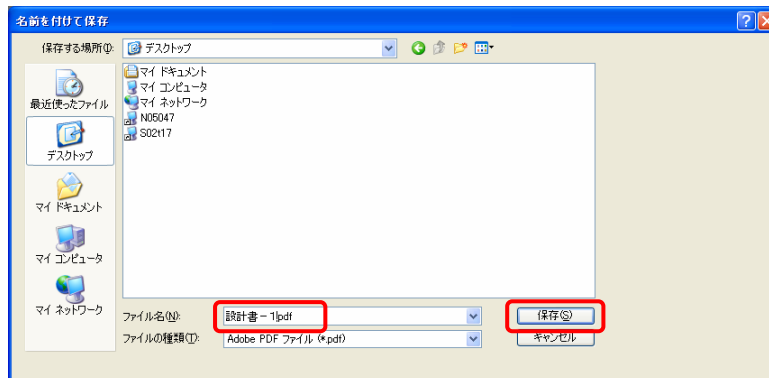 名前を付けて保存
保存する場所(I):
デスクトップ
最近使ったファイル
デスクトップ
マイ ドキュメント
マイ コンピュータ
マイ ネットワーク
マイ ドキュメント
マイ コンピュータ
マイ ネットワーク
N05047
S02t17
ファイル名(N):
設計書－1.pdf
保存(S)
ファイルの種類(T):
Adobe PDF ファイル (*.pdf)
キャンセル